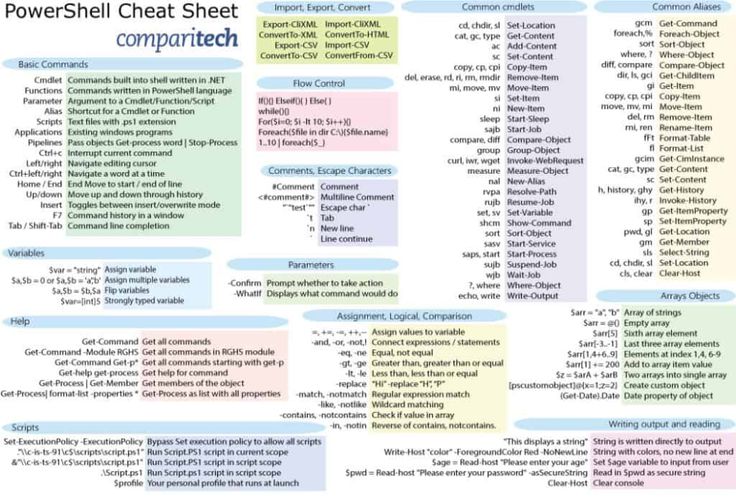 PowerShell Cheat Sheet
comparitech
Basic Commands
Cmdlet Commands built into shell written in .NET
Functions Commands written in PowerShell language
Parameter Argument to a Cmdlet/Function/Script
Alias Shortcut for a Cmdlet or Function
Scripts Text files with .ps1 extension
Applications Existing windows programs
Pipelines Pass objects Get-process word | Stop-Process
Ctrl+c Interrupt current command
Left/right Navigate editing cursor
Ctrl+left/right Navigate a word at a time
Home / End End Move to start / end of line
Up/down Move up and down through history
Insert Toggles between insert/overwrite mode
F7 Command history in a window
Tab / Shift-Tab Command line completion
Variables
$var = "string" Assign variable
$a,$b = 0 or $a,$b = 'a','b' Assign multiple variables
$a,$b = $b,$a Flip variables
$var=[int]5 Strongly typed variable
Help
Get-Command Get all commands
Get-Command -Module RGHS Get all commands in RGHS module
Get-Command Get-p* Get all commands starting with get-p
Get-help get-process Get help for command
Get-Process | Get-Member Get members of the object
Get-Process| format-list -properties * Get-Process as list with all properties
Scripts
Set-ExecutionPolicy -ExecutionPolicy Bypass Set execution policy to allow all scripts
."\\c-is-ts-91\c$\scripts\script.ps1" Run Script.PS1 script in current scope
&"\\c-is-ts-91\c$\scripts\script.ps1" Run Script.PS1 script in script scope
.\Script.ps1 Run Script.PS1 script in script scope
$profile Your personal profile that runs at launch
Import, Export, Convert
Export-CliXML Import-CliXML
ConvertTo-XML ConvertTo-HTML
Export-CSV Import-CSV
ConvertTo-CSV ConvertFrom-CSV
Flow Control
If(){} Elseif(){ } Else{ }
while(){}
For($i=0; $i -lt 10; $i++){}
Foreach($file in dir C:\){$file.name}
1..10 | foreach{$_}
Comments, Escape Characters
#Comment Comment
<#comment#> Multiline Comment
"`"test`"" Escape char `
`t Tab
`n New line
` Line continue
Parameters
-Confirm Prompt whether to take action
-WhatIf Displays what command would do
Assignment, Logical, Comparison
=, +=, -=, ++,-- Assign values to variable
-and, -or, -not,! Connect expressions / statements
-eq, -ne Equal, not equal
-gt, -ge Greater than, greater than or equal
-lt, -le Less than, less than or equal
-replace "Hi" -replace "H", "P"
-match, -notmatch Regular expression match
-like, -notlike Wildcard matching
-contains, -notcontains Check if value in array
-in, -notin Reverse of contains, notcontains.
Common cmdlets
cd, chdir, sl Set-Location
cat, gc, type Get-Content
ac Add-Content
sc Set-Content
copy, cp, cpi Copy-Item
del, erase, rd, ri, rm, rmdir Remove-Item
mi, move, mv Move-Item
si Set-Item
ni New-Item
sleep Start-Sleep
sajb Start-Job
compare, diff Compare-Object
group Group-Object
curl, iwr, wget Invoke-WebRequest
measure Measure-Object
nal New-Alias
rvpa Resolve-Path
rujb Resume-Job
set, sv Set-Variable
shcm Show-Command
sort Sort-Object
sasv Start-Service
saps, start Start-Process
sujb Suspend-Job
wjb Wait-Job
?, where Where-Object
echo, write Write-Output
Common Aliases
gcm Get-Command
foreach,% Foreach-Object
sort Sort-Object
where, ? Where-Object
diff, compare Compare-Object
dir, ls, gci Get-ChildItem
gi Get-Item
copy, cp, cpi Copy-Item
move, mv, mi Move-Item
del, rm Remove-Item
rni, ren Rename-Item
Format-Table
fl Format-List
gcim Get-CimInstance
cat, gc, type Get-Content
sc Set-Content
h, history, ghy Get-History
ihy, r Invoke-History
gp Get-ItemProperty
sp Set-ItemProperty
pwd, gl Get-Location
gm Get-Member
sls Select-String
cd, chdir, sl Set-Location
cls, clear Clear-Host
Arrays Objects
$arr = "a", "b" Array of strings
$arr = @() Empty array
$arr[5] Sixth array element
$arr[-3..-1] Last three array elements
$arr[1,4+6..9] Elements at index 1,4, 6-9
$arr[1] += 200 Add to array item value
$z = $arA + $arB Two arrays into single array
[pscustomobject]@{x=1;z=2} Create custom object
(Get-Date).Date Date property of object
Writing output and reading
"This displays a string" String is written directly to output
Write-Host "color" -ForegroundColor Red -NoNewLine String with colors, no new line at end
$age = Read-host "Please enter your age" Set $age variable to input from user
$pwd = Read-host "Please enter your password" -asSecureString Read in $pwd as secure string
Clear-Host Clear console